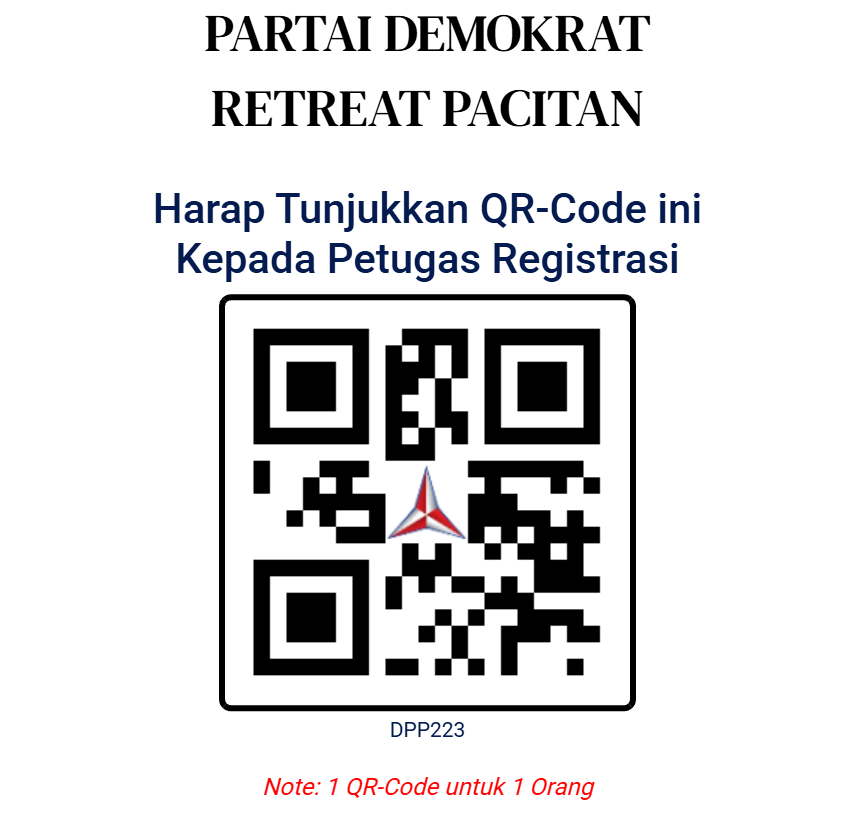 PARTAI DEMOKRAT
RETREAT PACITAN
Harap Tunjukkan QR-Code ini
Kepada Petugas Registrasi
DPP223
Note: 1 QR-Code untuk 1 Orang